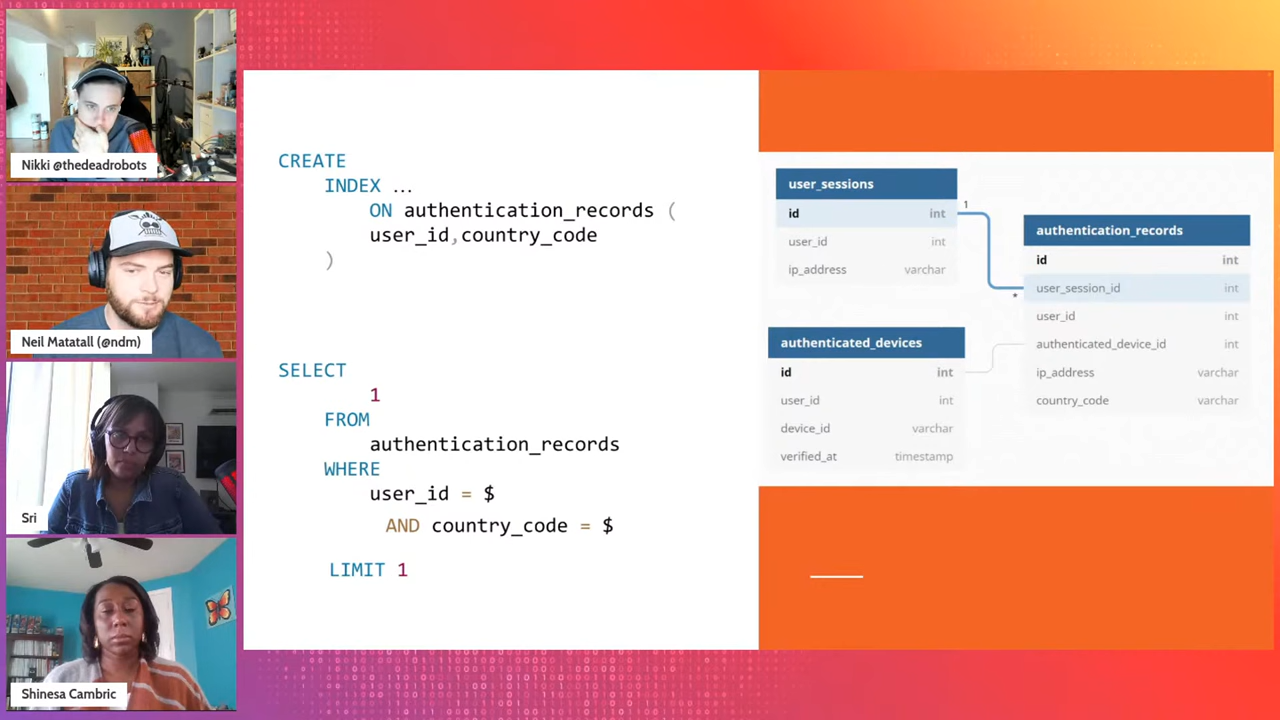 Nikki @thedeadrobots
Neil Matatall (@ndm)
Sri
Shinesa Cambric
CREATE
INDEX ...
ON authentication_records (
user_id,country_code
)
SELECT
1
FROM
authentication_records
WHERE
user_id = $
AND country_code = $
LIMIT 1
user_sessions
id int
user_id int
ip_address varchar
1
*
authentication_records
id int
user_session_id int
user_id int
authenticated_device_id int
ip_address varchar
country_code varchar
authenticated_devices
id int
user_id int
device_id varchar
verified_at timestamp